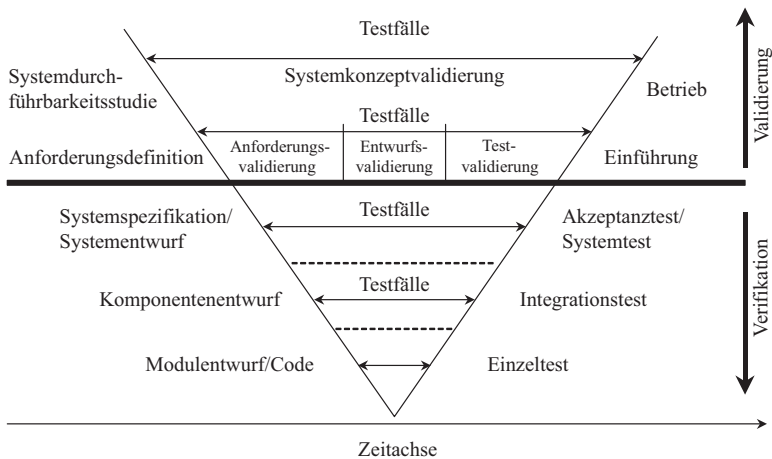 Testfälle
Systemkonzeptvalidierung
Systemdurch-
führbarkeitsstudie
Betrieb
Validierung
Testfälle
Anforderungsdefinition
Anforderungs-
validierung
Entwurfs-
validierung
Test-
validierung
Einführung
Systemspezifikation/
Systementwurf
Testfälle
Akzeptanztest/
Systemtest
Verifikation
Komponentenentwurf
Testfälle
Integrationstest
Modulentwurf/Code
Einzeltest
Zeitachse